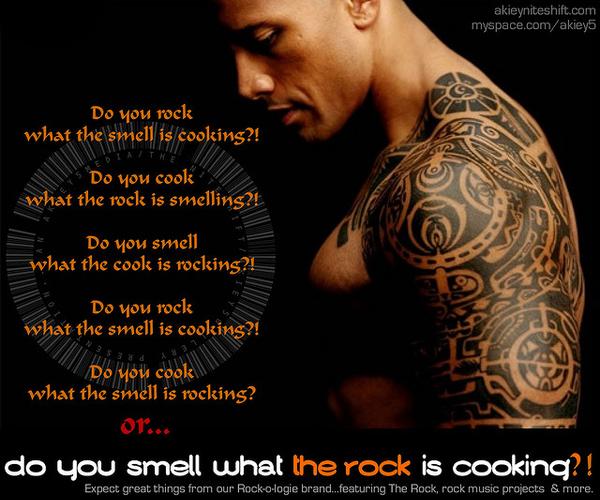 akieyniteshift.com
myspace.com/akiey5
Do you rock
what the smell is cooking?!
Do you cook
what the rock is smelling?!
Do you smell
what the cook is rocking?!
Do you rock
what the smell is cooking?!
Do you cook
what the smell is rocking?
or...
do you smell what the rock is cooking?!
Expect great things from our Rock-o-logie brand...featuring The Rock, rock music projects & more.